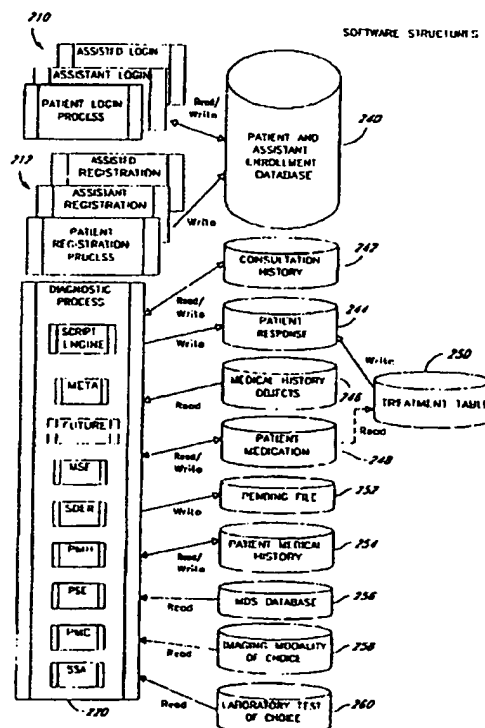 SOFTWARE STRUCTURES
210
ASSISTED LOGIN
ASSISTANT LOGIN
PATIENT LOGIN
PROCESS
Read/
Write
PATIENT AND
ASSISTANT
ENROLLMENT
DATABASE
240
212
ASSISTED
REGISTRATION
ASSISTANT
REGISTRATION
PATIENT
REGISTRATION
PROCESS
Write
DIAGNOSTIC
PROCESS
SCRIPT
ENGINE
META
FUTURE
MSF
SDER
PMH
PSE
PMC
SSA
220
Read/
Write
CONSULTATION
HISTORY
242
Write
PATIENT
RESPONSE
244
Read
MEDICAL HISTORY
OBJECTS
246
Read/
Write
PATIENT
MEDICATION
248
Write
Read
250
TREATMENT TABLE
Write
PENDING FILE
252
Read/
Write
PATIENT MEDICAL
HISTORY
254
Read
MDS DATABASE
256
Read
IMAGING MODALITY
OF CHOICE
258
Read
LABORATORY TEST
OF CHOICE
260